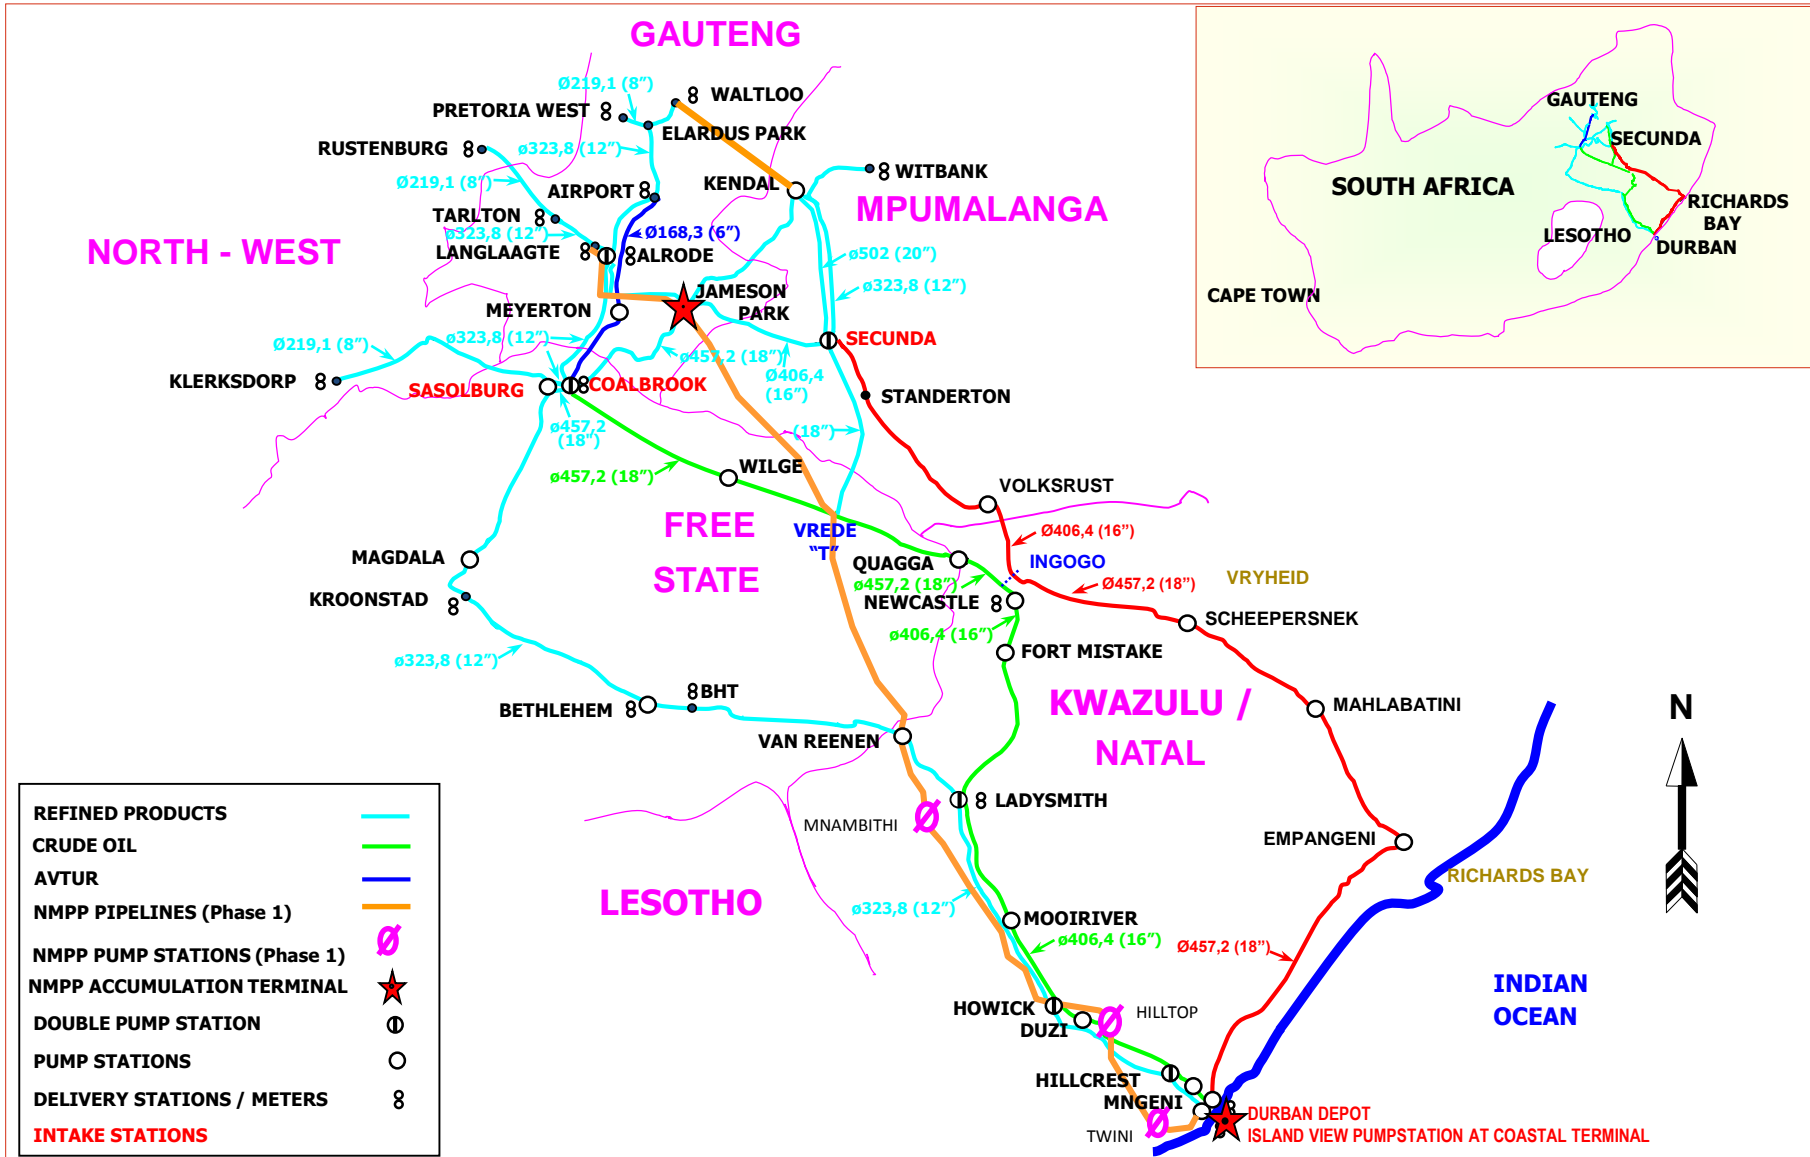 GAUTENG
Ø219,1 (8")
WALTLOO
PRETORIA WEST
ELARDUS PARK
RUSTENBURG
ø323,8 (12")
Ø219,1 (8")
AIRPORT
KENDAL
WITBANK
MPUMALANGA
TARLTON
ø323,8 (12")
Ø168,3 (6")
NORTH - WEST
LANGLAAGTE
ALRODE
ø502 (20")
ø323,8 (12")
JAMESON
PARK
MEYERTON
ø323,8 (12")
Ø219,1 (8")
SECUNDA
ø457,2 (18")
KLERKSDORP
SASOLBURG
COALBROOK
Ø406,4
(16")
STANDERTON
ø457,2
(18")
(18")
WILGE
ø457,2 (18")
VOLKSRUST
FREE
STATE
VREDE
"T"
Ø406,4 (16")
MAGDALA
QUAGGA
INGOGO
ø457,2 (18")
Ø457,2 (18")
VRYHEID
KROONSTAD
NEWCASTLE
SCHEEPERSNEK
ø406,4 (16")
ø323,8 (12")
FORT MISTAKE
BHT
BETHLEHEM
KWAZULU /
NATAL
MAHLABATINI
VAN REENEN
LADYSMITH
MNAMBITHI
EMPANGENI
RICHARDS BAY
LESOTHO
ø323,8 (12")
MOOIRIVER
ø406,4 (16")
Ø457,2 (18")
INDIAN
OCEAN
HOWICK
DUZI
HILLTOP
HILLCREST
MNGENI
TWINI
DURBAN DEPOT
ISLAND VIEW PUMPSTATION AT COASTAL TERMINAL
N
GAUTENG
SECUNDA
SOUTH AFRICA
RICHARDS
BAY
LESOTHO
DURBAN
CAPE TOWN
REFINED PRODUCTS
CRUDE OIL
AVTUR
NMPP PIPELINES (Phase 1)
NMPP PUMP STATIONS (Phase 1)
NMPP ACCUMULATION TERMINAL
DOUBLE PUMP STATION
PUMP STATIONS
DELIVERY STATIONS / METERS
INTAKE STATIONS